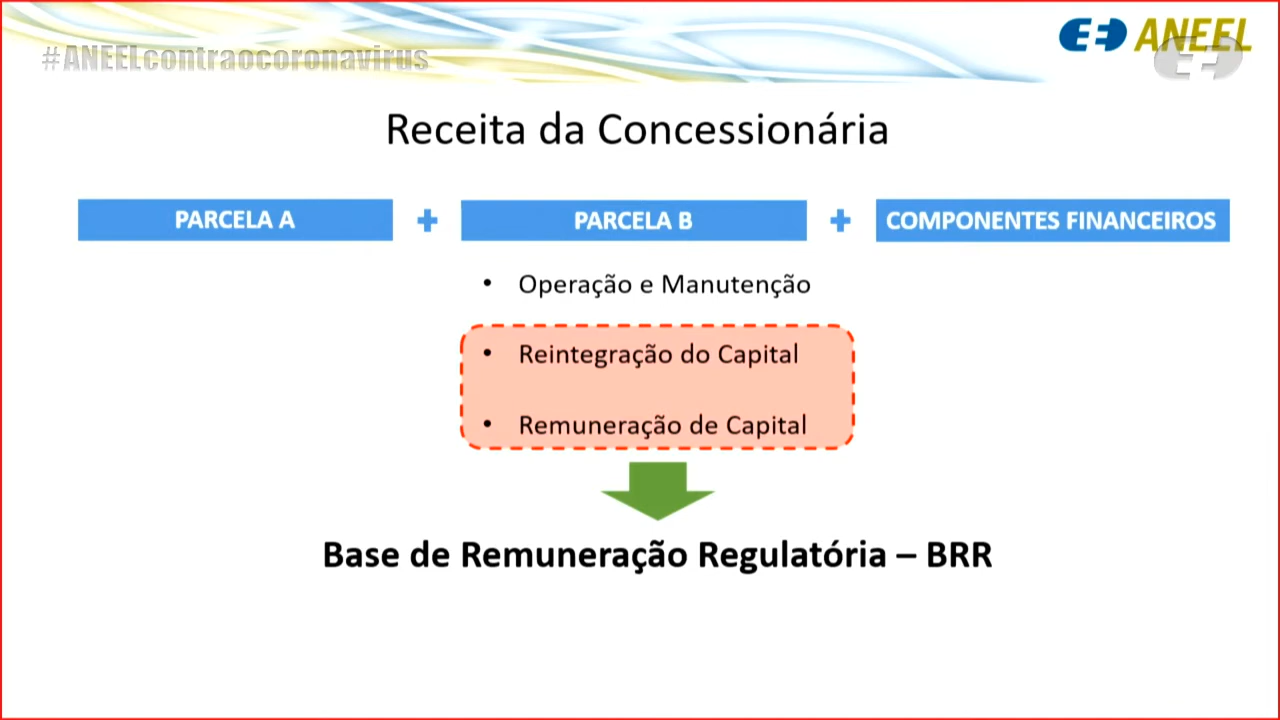 #ANEELcontraocoronavirus
ANEEL
Receita da Concessionária
PARCELA A + PARCELA B + COMPONENTES FINANCEIROS
• Operação e Manutenção
• Reintegração do Capital
• Remuneração de Capital
Base de Remuneração Regulatória – BRR